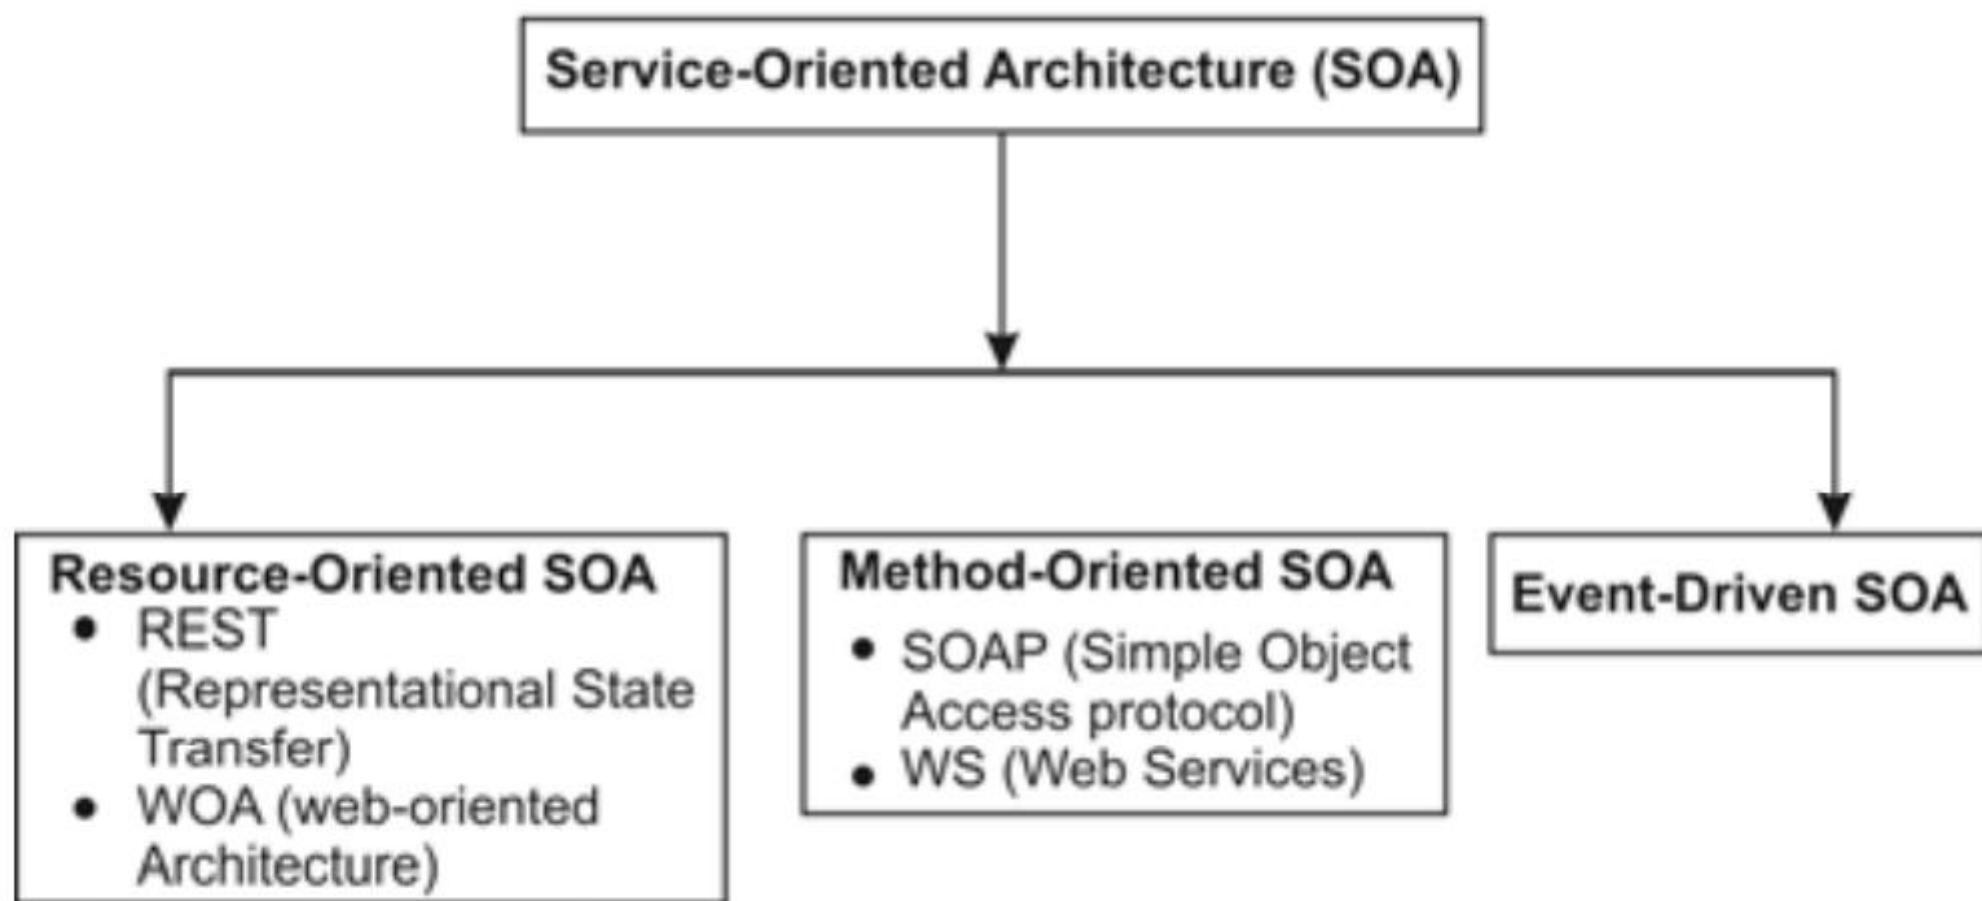 Service-Oriented Architecture (SOA)
Resource-Oriented SOA
• REST
(Representational State
Transfer)
• WOA (web-oriented
Architecture)
Method-Oriented SOA
• SOAP (Simple Object
Access protocol)
• WS (Web Services)
Event-Driven SOA